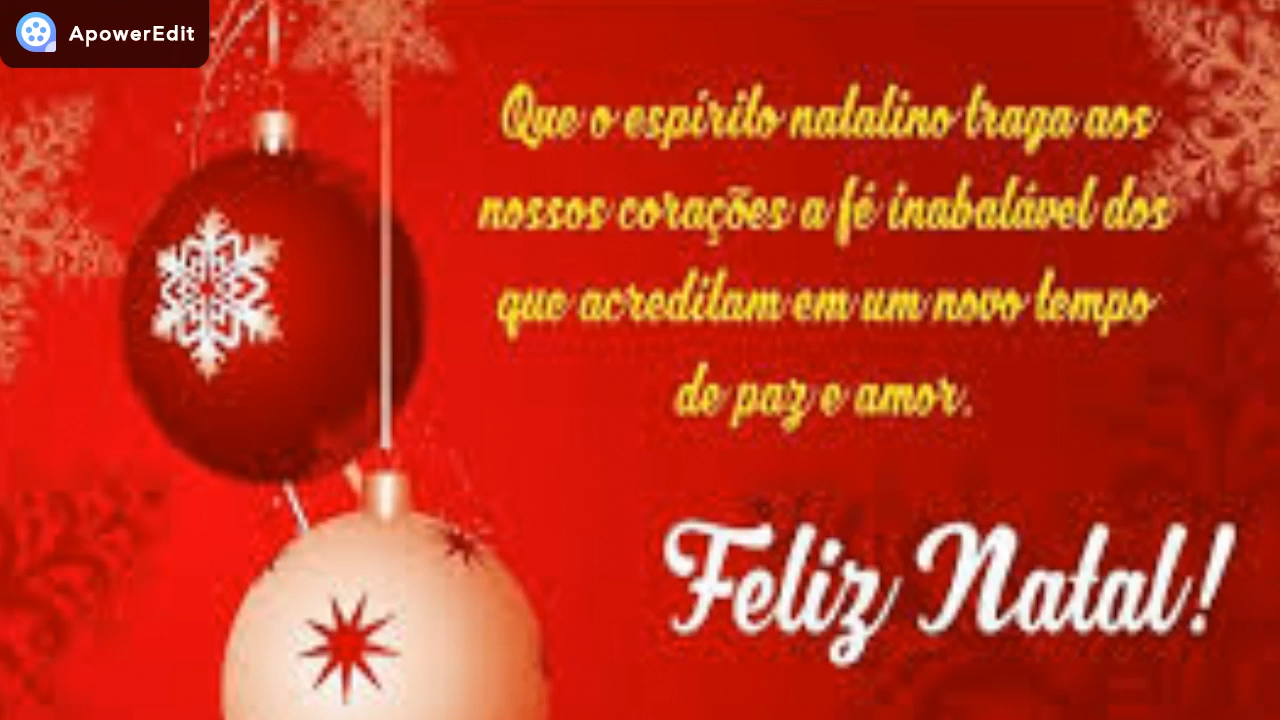 ApowerEdit
Que o espírito natalino traga aos
nossos corações a fé inabalável dos
que acreditam em um novo tempo
de paz e amor.
Feliz Natal!